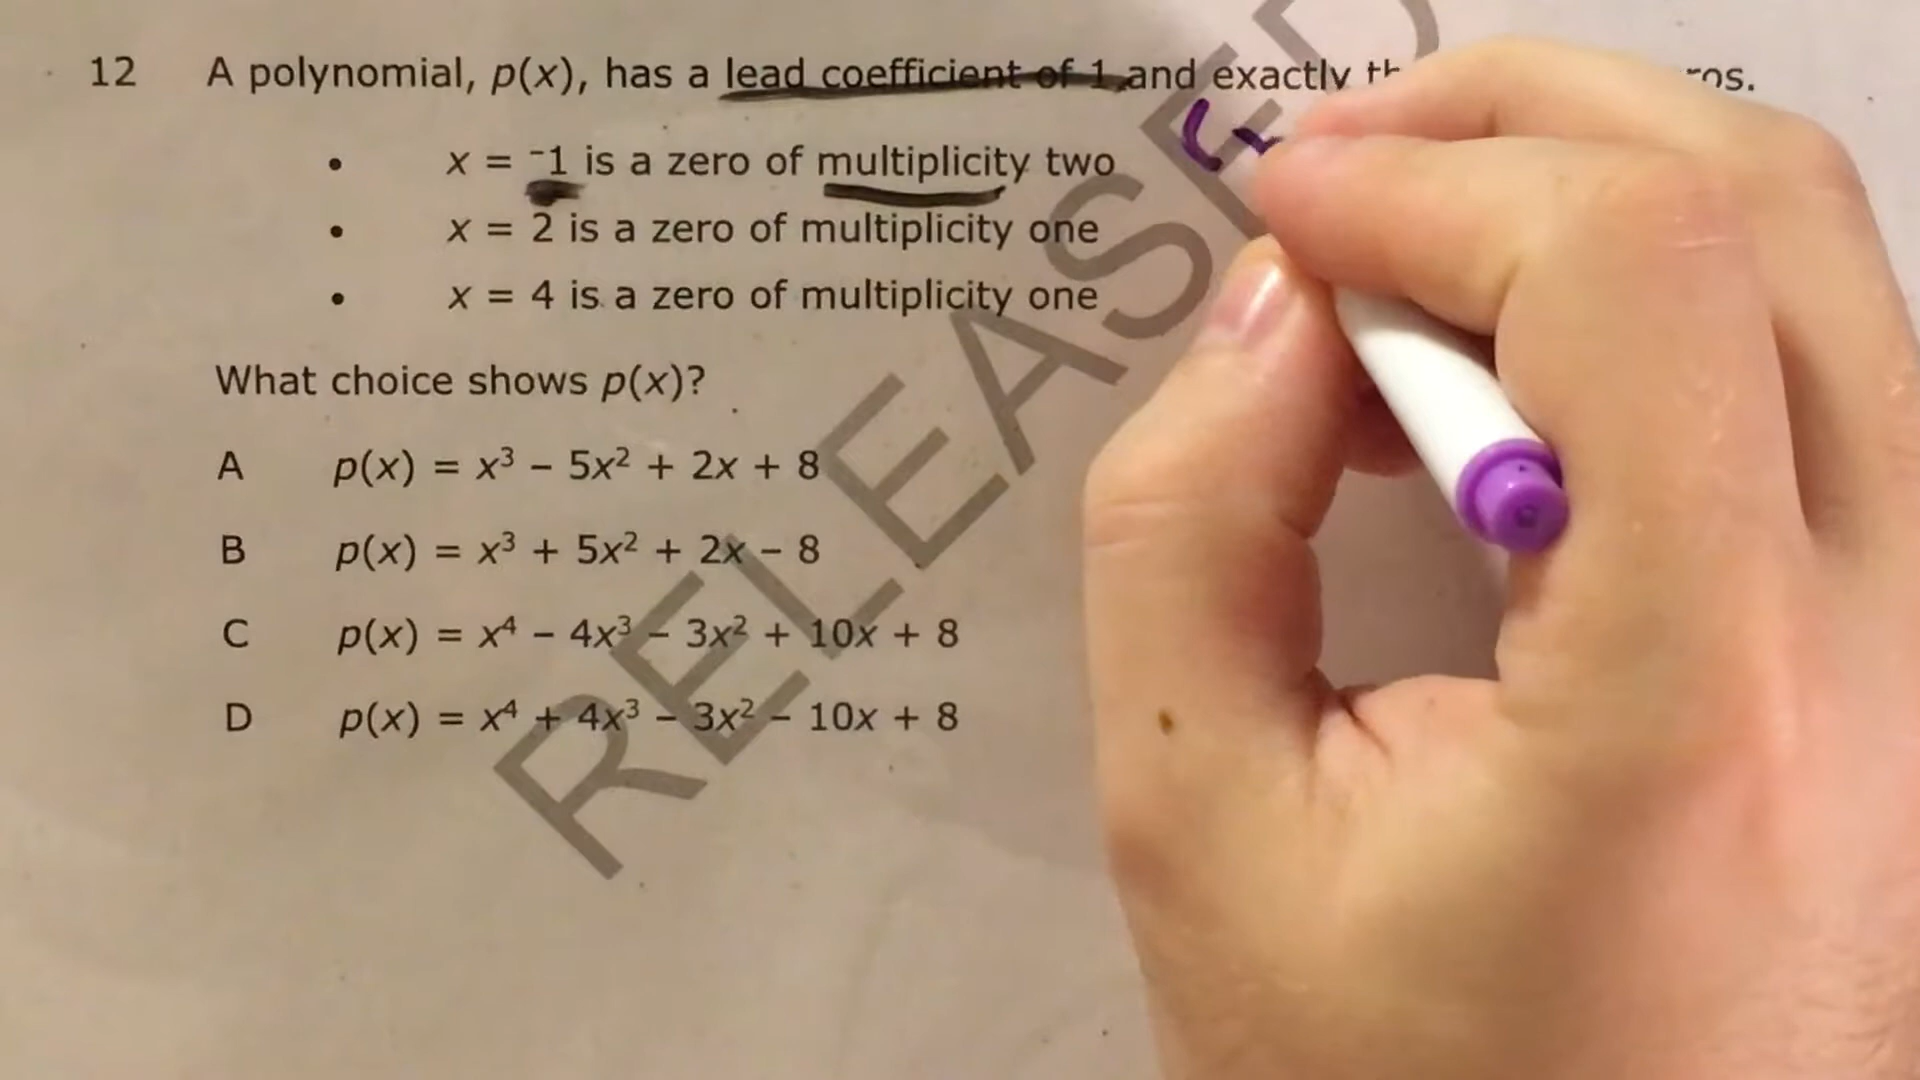 12 A polynomial, p(x), has a lead coefficient of 1 and exactly
x = ⁻1 is a zero of multiplicity two
• x = 2 is a zero of multiplicity one
• x = 4 is a zero of multiplicity one
What choice shows p(x)?
A p(x) = x³ – 5x² + 2x + 8
B p(x) = x³ + 5x² + 2x – 8
C p(x) = x⁴ – 4x³ – 3x² + 10x + 8
D p(x) = x⁴ + 4x³ – 3x² – 10x + 8
RELEASED